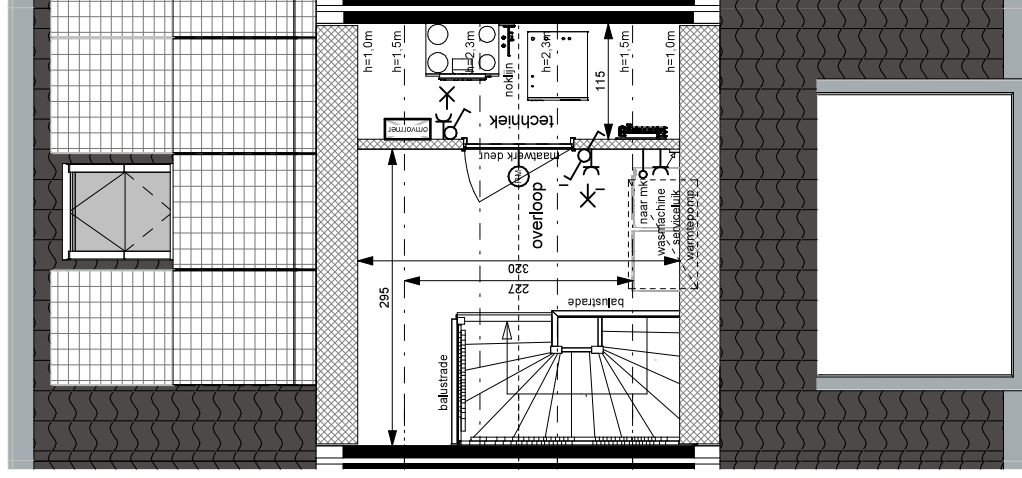 h=1,0m
h=1,5m
h=2,3m
noklijn
h=2,3m
h=1,5m
h=1,0m
115
techniek
omvormer
maatwerk deur
overloop
naar mk
wasmachine
serviceluik
warmtepomp
320
227
295
balustrade
balustrade